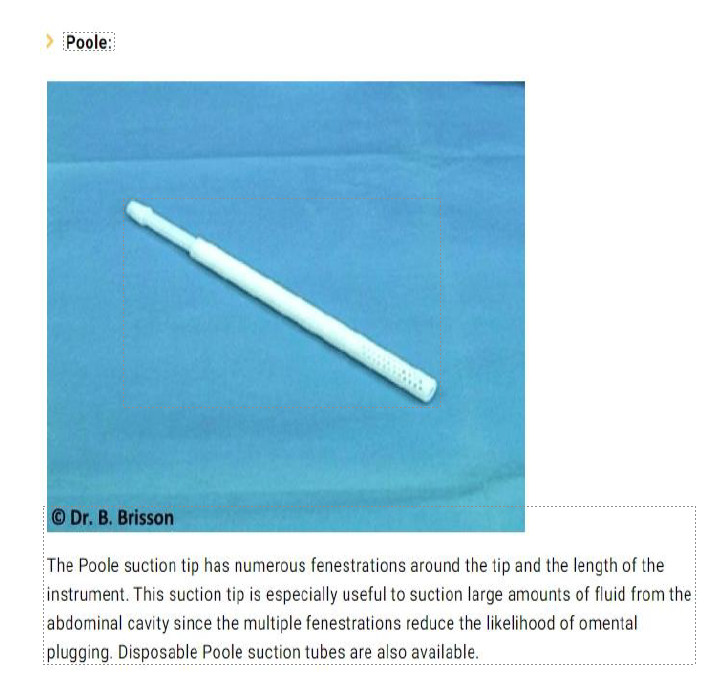 Poole:
© Dr. B. Brisson
The Poole suction tip has numerous fenestrations around the tip and the length of the
instrument. This suction tip is especially useful to suction large amounts of fluid from the
abdominal cavity since the multiple fenestrations reduce the likelihood of omental
plugging. Disposable Poole suction tubes are also available.